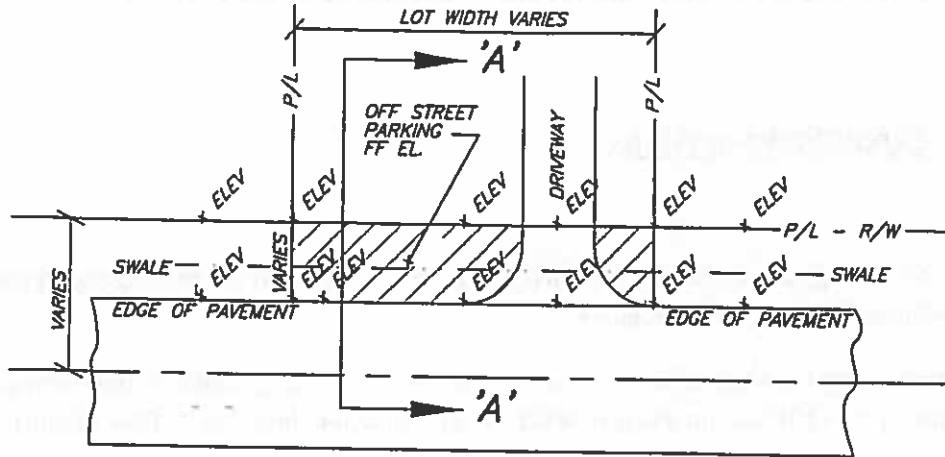 LOT WIDTH VARIES
'A'
P/L
P/L
OFF STREET
PARKING
FF EL.
DRIVEWAY
ELEV
ELEV
ELEV
ELEV
ELEV
ELEV
P/L - R/W
VARIES
SWALE
ELEV
VARIES
ELEV
ELEV
ELEV
ELEV
ELEV
ELEV
SWALE
EDGE OF PAVEMENT
EDGE OF PAVEMENT
'A'